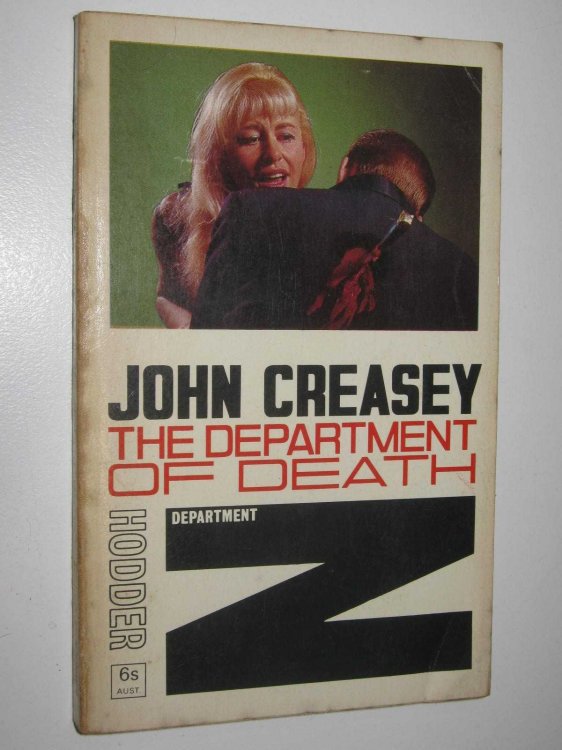 JOHN CREASEY
THE DEPARTMENT
OF DEATH
HODDER
DEPARTMENT
N
6s
AUST